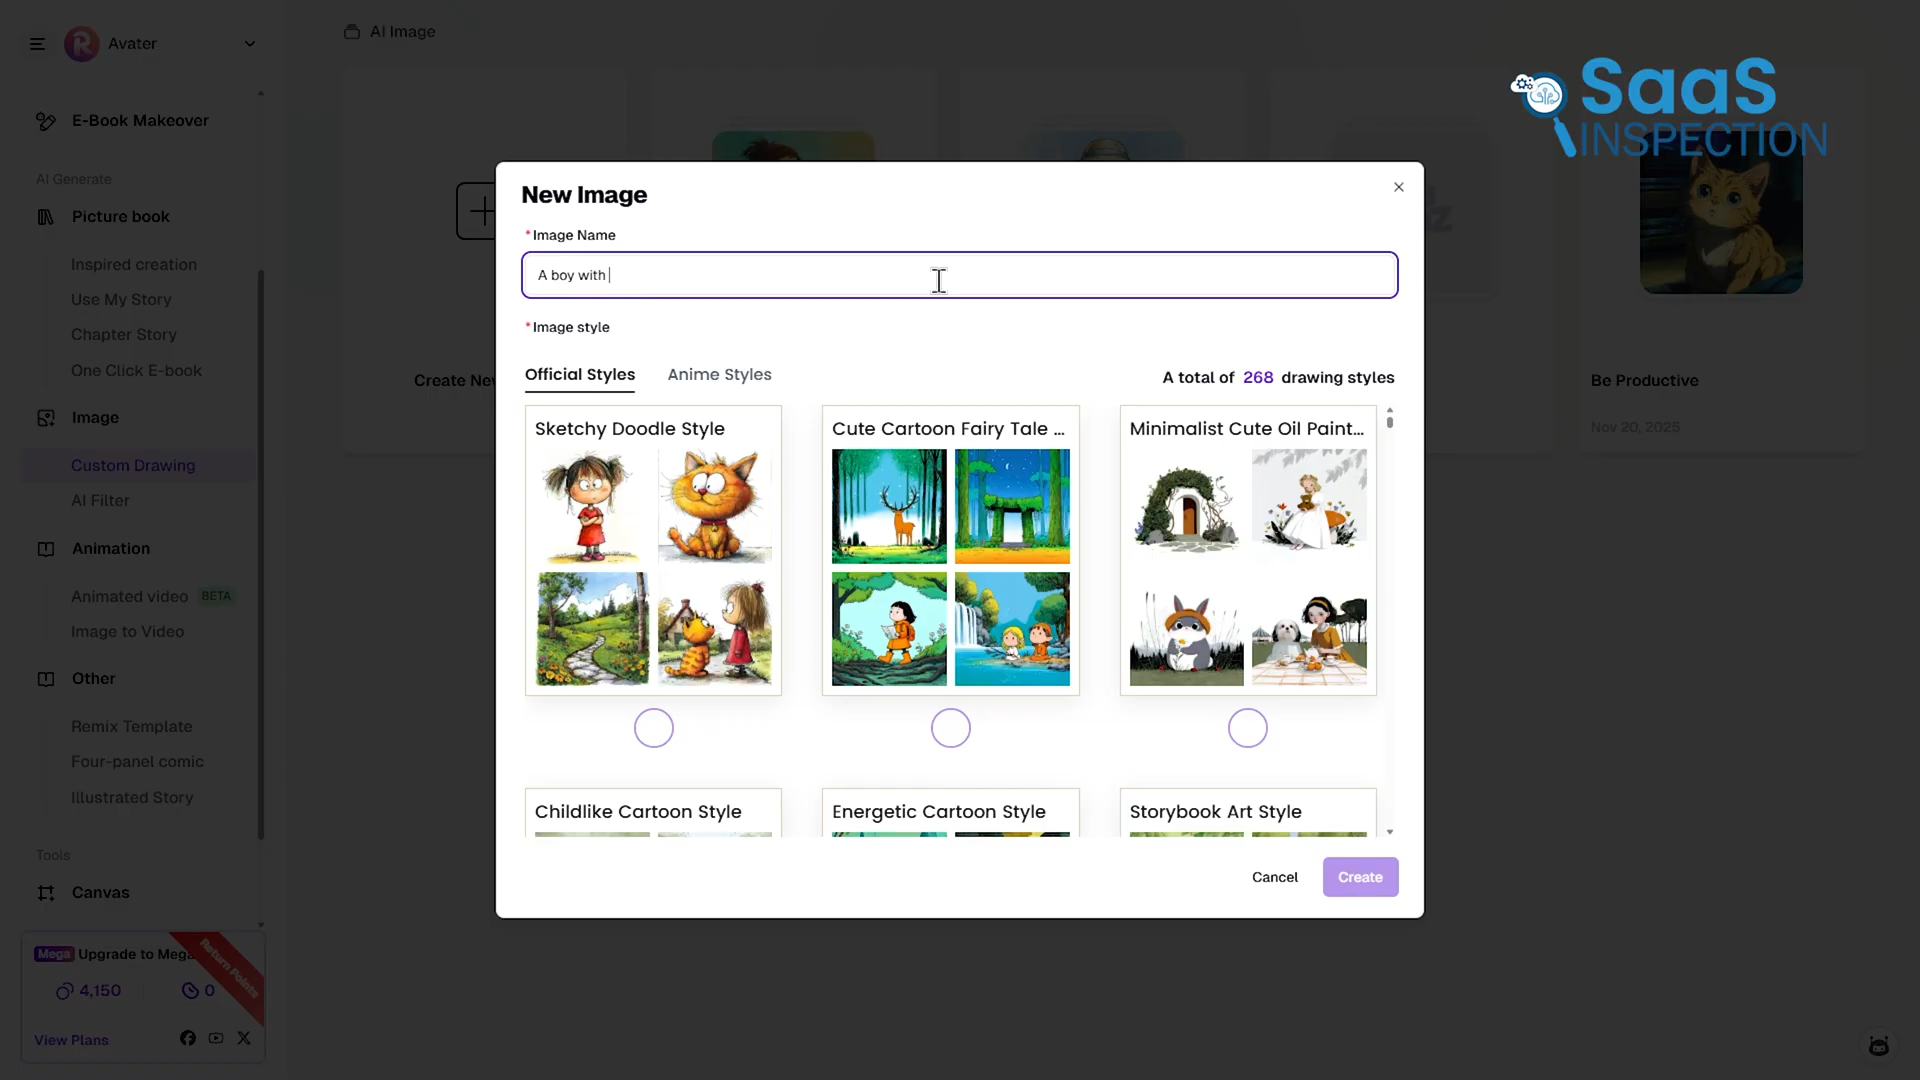 Avater
E-Book Makeover
AI Generate
Picture book
Inspired creation
Use My Story
Chapter Story
One Click E-book
Image
Custom Drawing
AI Filter
Animation
Animated video BETA
Image to Video
Other
Remix Template
Four-panel comic
Illustrated Story
Tools
Canvas
Mega Upgrade to Mega
Return Points
4,150 0
View Plans
AI Image
SaaS
INSPECTION
Create New
Be Productive
Nov 20, 2025
New Image
*Image Name
A boy with
*Image style
Official Styles Anime Styles
A total of 268 drawing styles
Sketchy Doodle Style
Cute Cartoon Fairy Tale ...
Minimalist Cute Oil Paint...
Childlike Cartoon Style
Energetic Cartoon Style
Storybook Art Style
Cancel Create